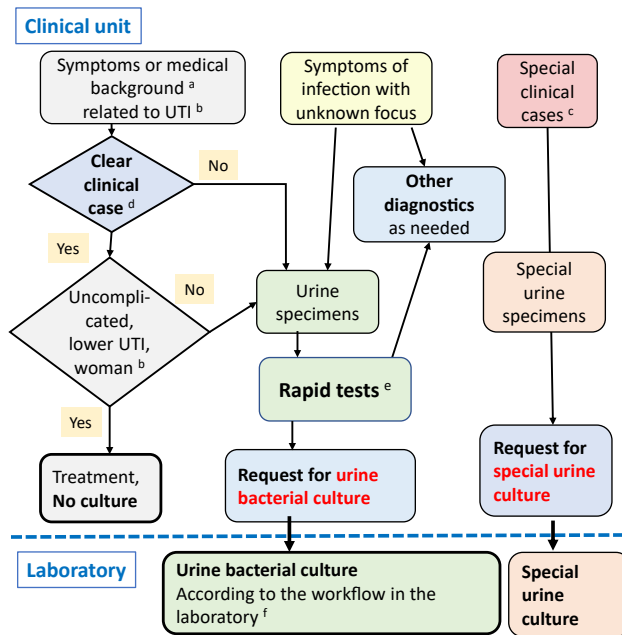 Clinical unit
Symptoms or medical
background a
related to UTI b
Symptoms of
infection with
unknown focus
Special
clinical
cases c
Clear
clinical
case d
No
Other
diagnostics
as needed
Yes
Uncompli-
cated,
lower UTI,
woman b
No
Urine
specimens
Special
urine
specimens
Rapid tests e
Yes
Treatment,
No culture
Request for urine
bacterial culture
Request for
special urine
culture
Laboratory
Urine bacterial culture
According to the workflow in the
laboratory f
Special
urine
culture